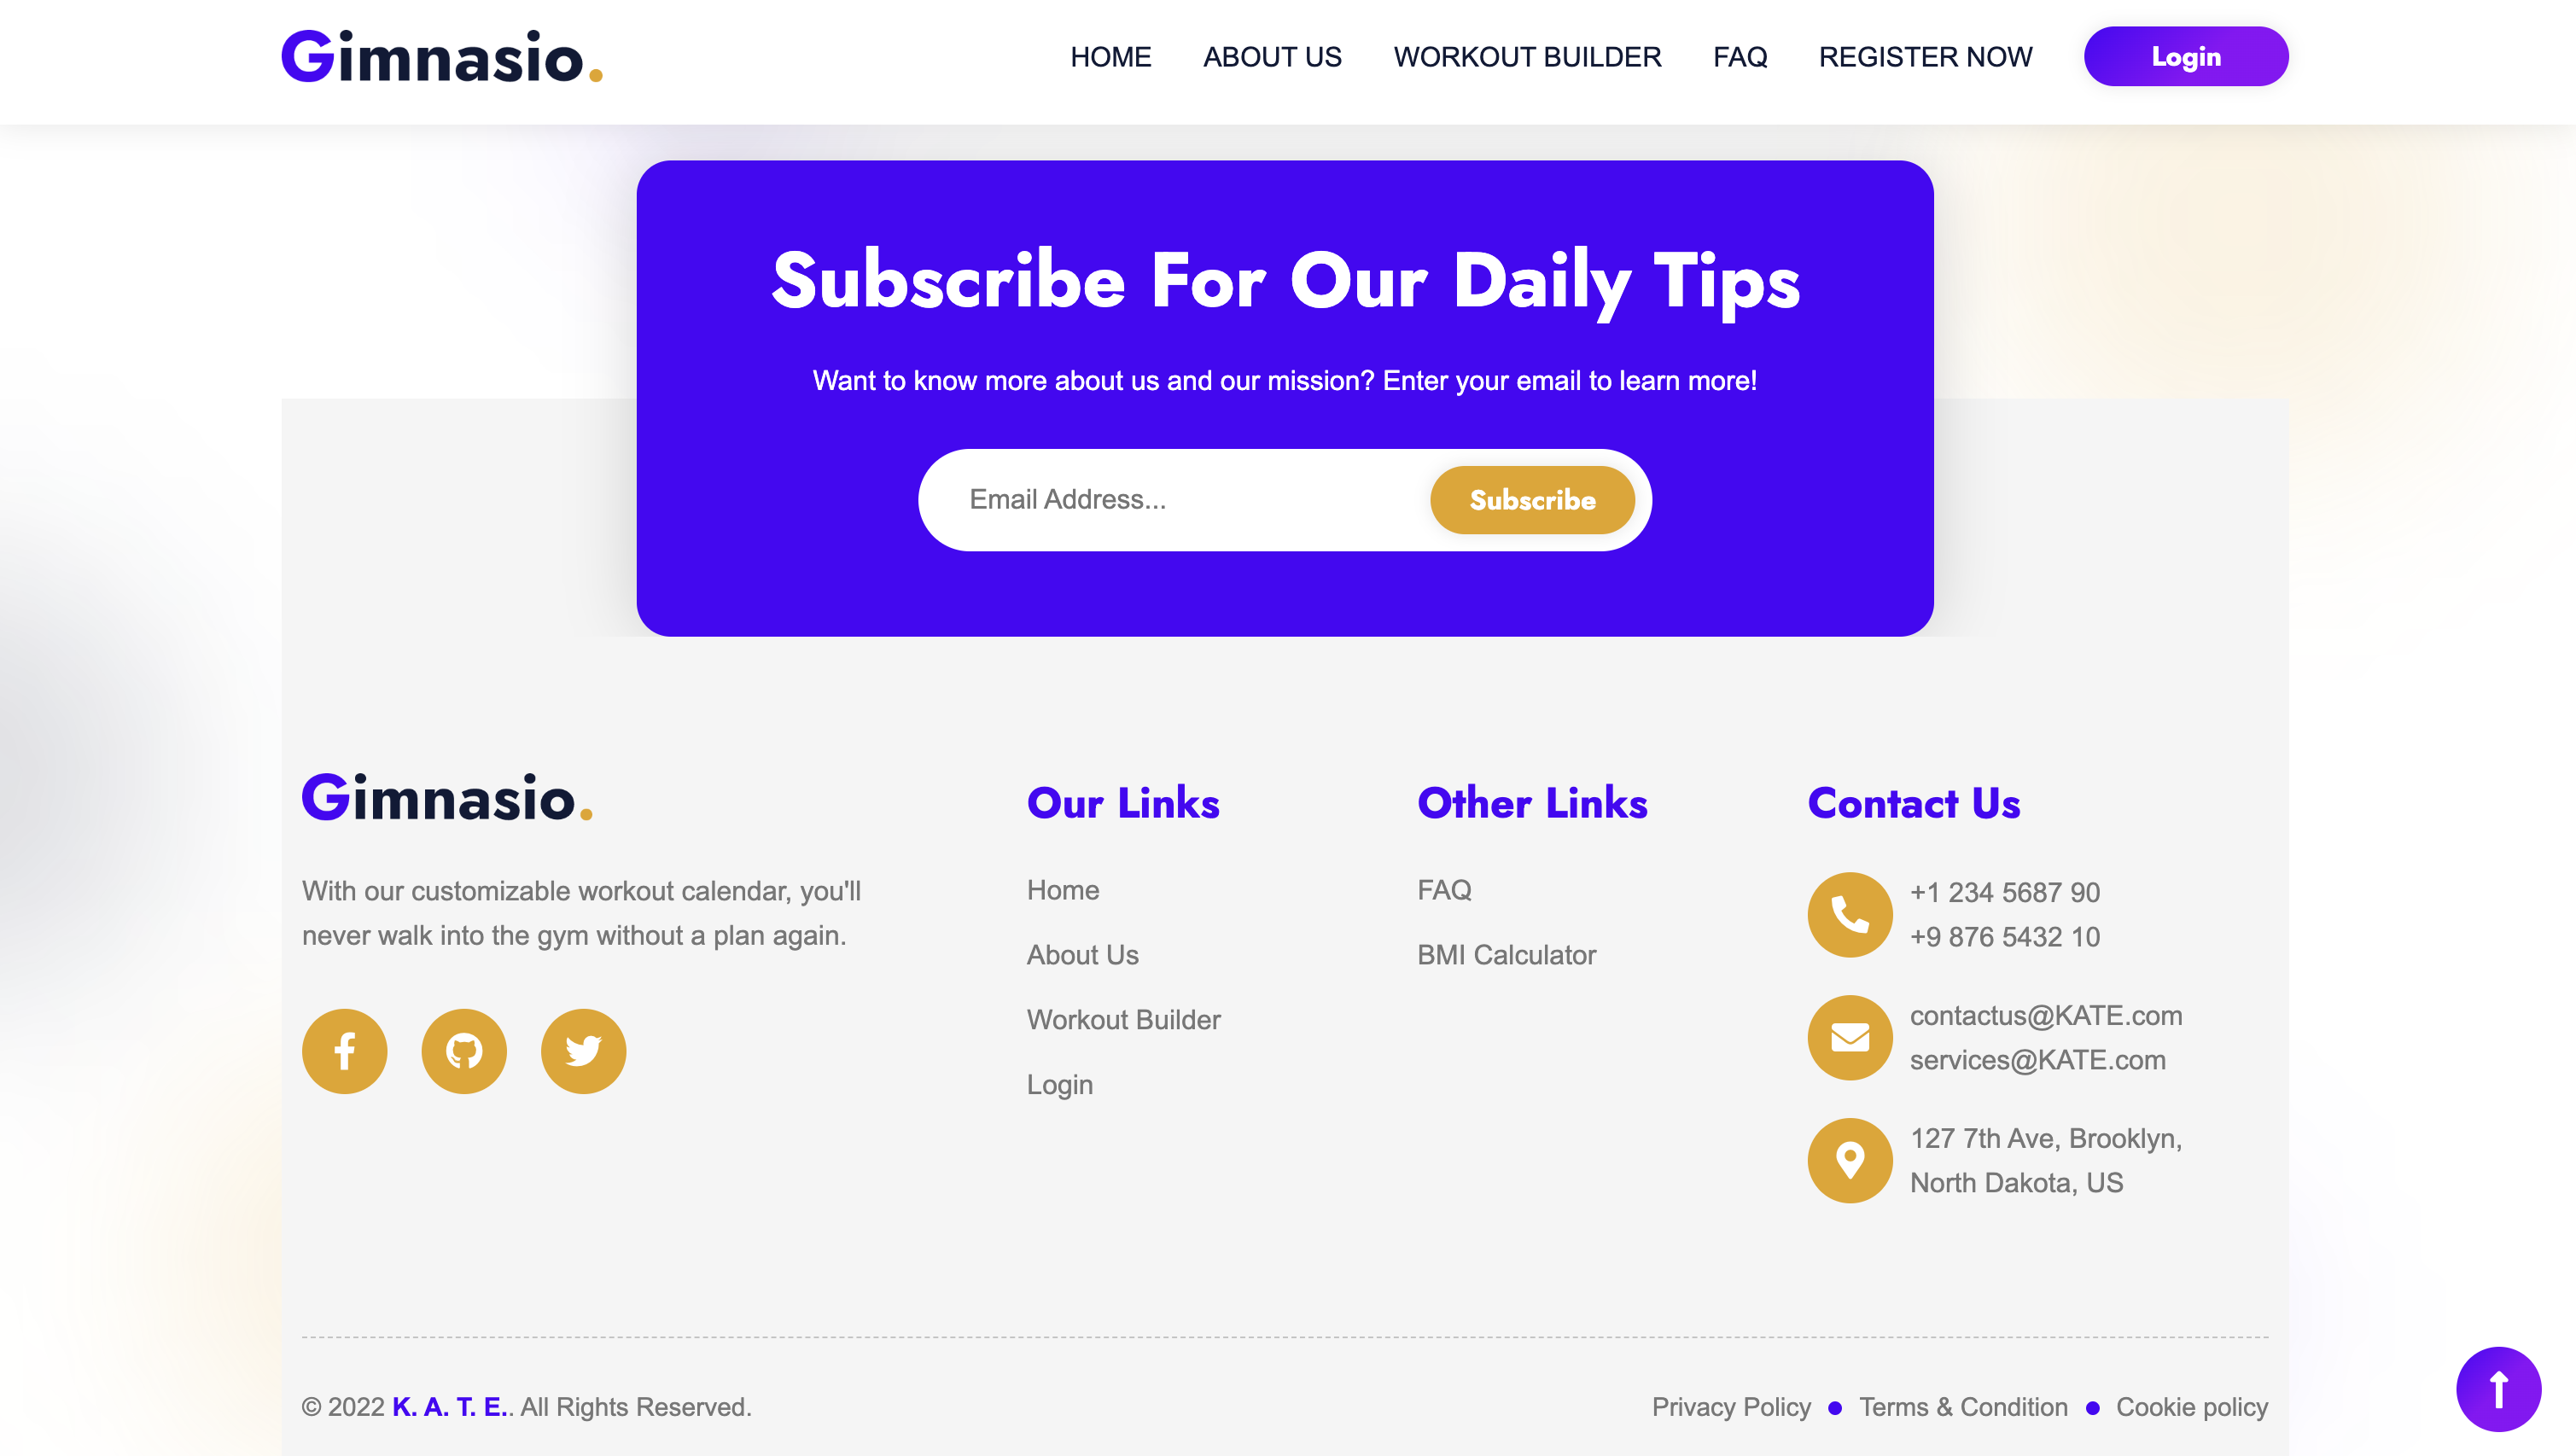 Gimnasio.
HOME ABOUT US WORKOUT BUILDER FAQ REGISTER NOW Login
Subscribe For Our Daily Tips
Want to know more about us and our mission? Enter your email to learn more!
Email Address... Subscribe
Gimnasio.
With our customizable workout calendar, you'll
never walk into the gym without a plan again.
Our Links
Home
About Us
Workout Builder
Login
Other Links
FAQ
BMI Calculator
Contact Us
+1 234 5687 90
+9 876 5432 10
contactus@KATE.com
services@KATE.com
127 7th Ave, Brooklyn,
North Dakota, US
© 2022 K. A. T. E.. All Rights Reserved.
Privacy Policy Terms & Condition Cookie policy